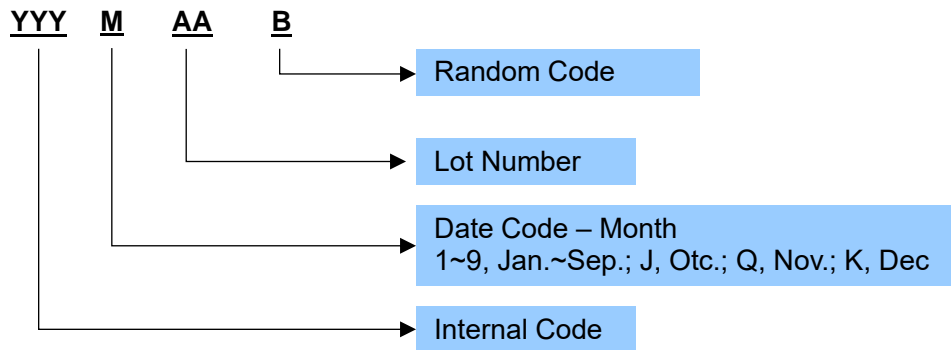 YYY M AA B
Random Code
Lot Number
Date Code – Month
1~9, Jan.~Sep.; J, Otc.; Q, Nov.; K, Dec
Internal Code